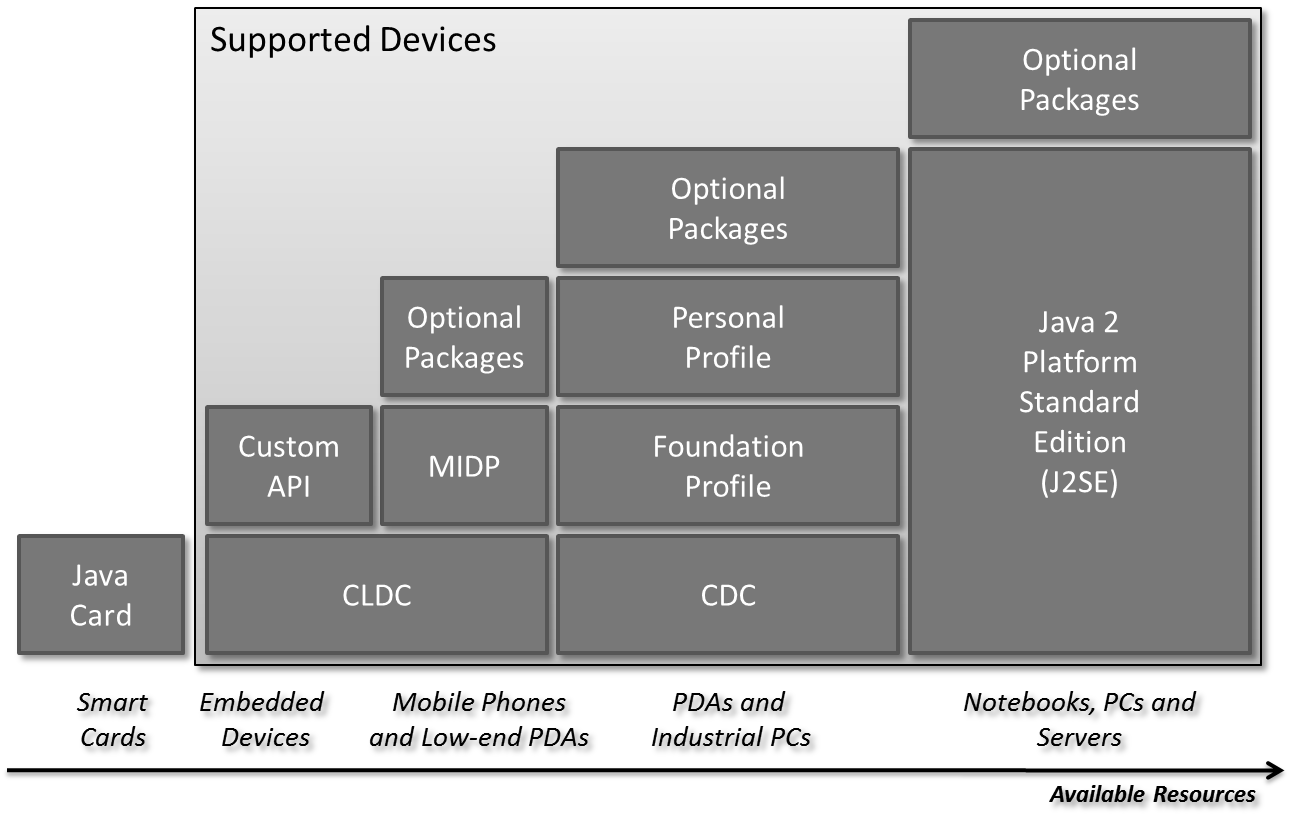 Supported Devices
Optional
Packages
Optional
Packages
Optional
Packages
Personal
Profile
Java 2
Platform
Standard
Edition
(J2SE)
Custom
API
MIDP
Foundation
Profile
Java
Card
CLDC
CDC
Smart
Cards
Embedded
Devices
Mobile Phones
and Low-end PDAs
PDAs and
Industrial PCs
Notebooks, PCs and
Servers
Available Resources